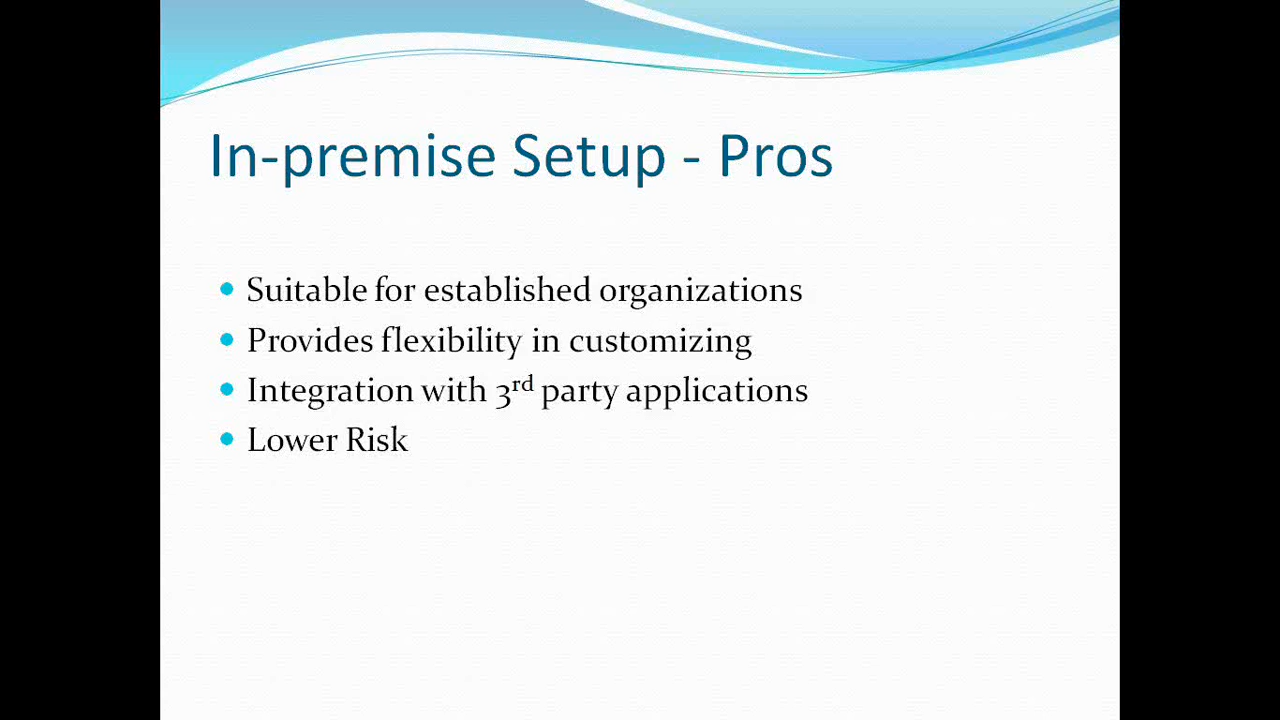 In-premise Setup - Pros
• Suitable for established organizations
• Provides flexibility in customizing
• Integration with 3rd party applications
• Lower Risk